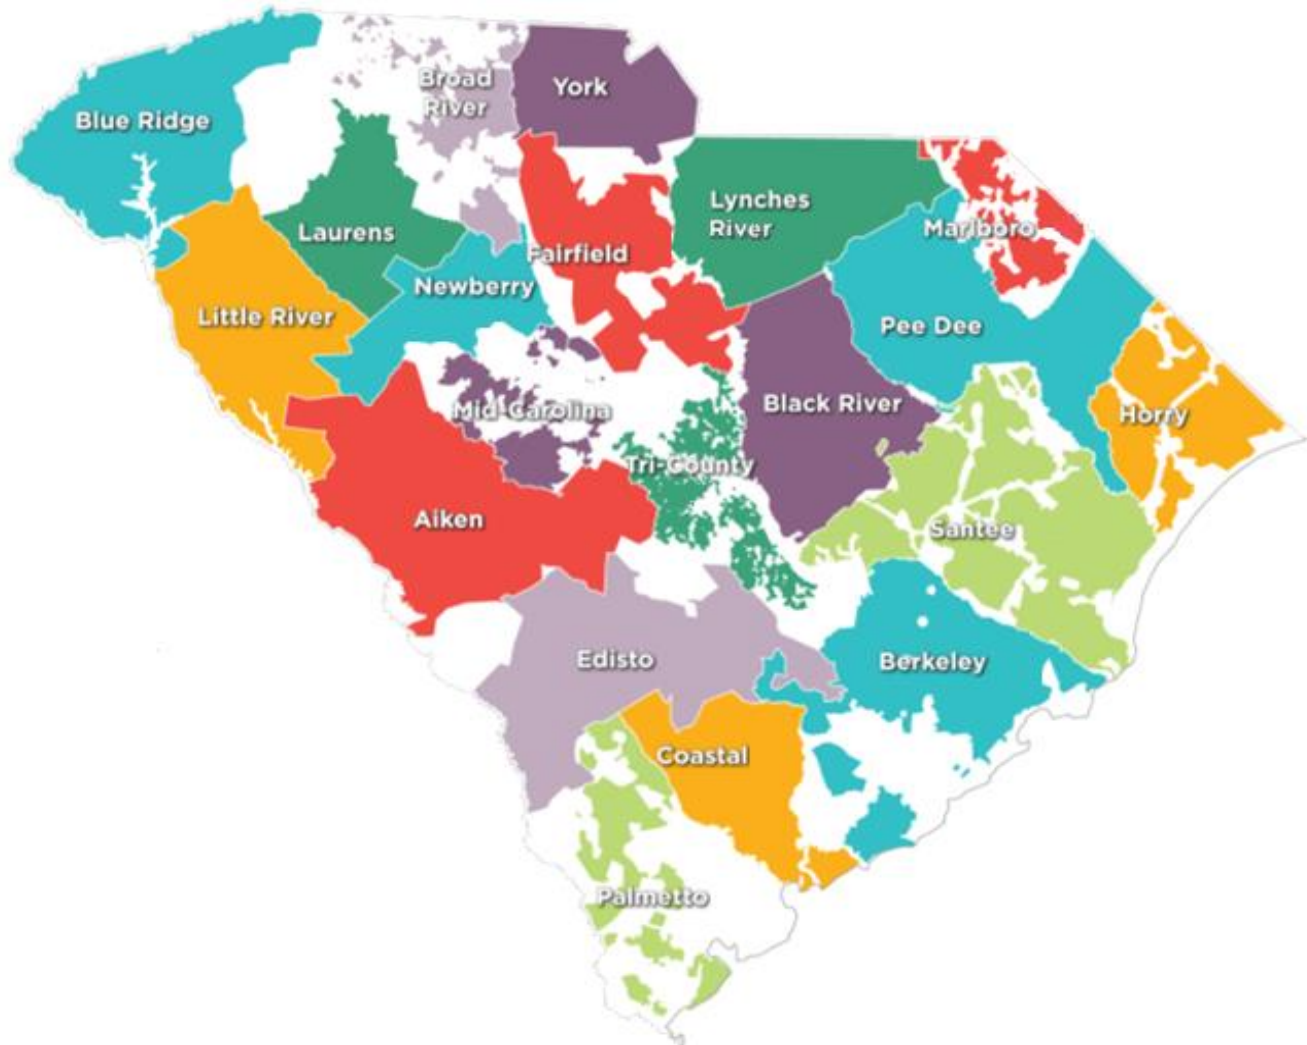 Broad
River
York
Blue Ridge
Lynches
River
Laurens
Marlboro
Fairfield
Newberry
Little River
Pee Dee
Black River
Mid-Carolina
Horry
Tri-County
Aiken
Santee
Edisto
Berkeley
Coastal
Palmetto